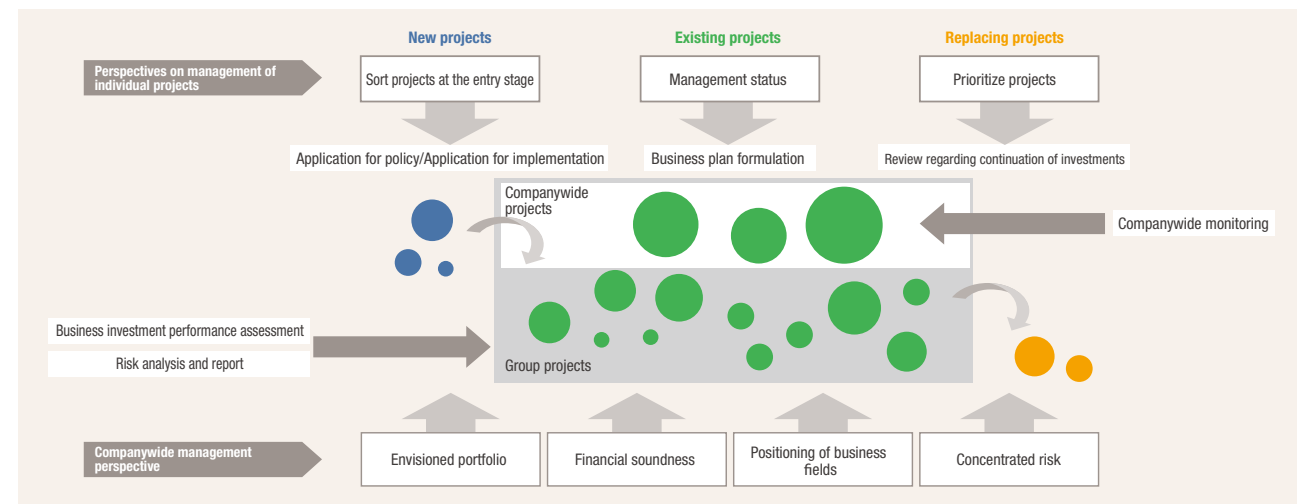 New projects
Existing projects
Replacing projects
Perspectives on management of
individual projects
Sort projects at the entry stage
Management status
Prioritize projects
Application for policy/Application for implementation
Business plan formulation
Review regarding continuation of investments
Companywide
projects
Companywide monitoring
Business investment performance assessment
Risk analysis and report
Group projects
Companywide management
perspective
Envisioned portfolio
Financial soundness
Positioning of business
fields
Concentrated risk